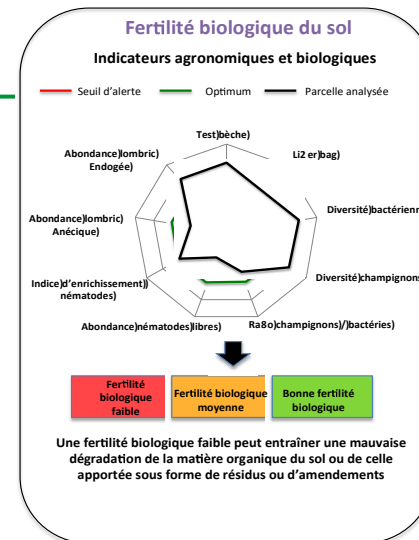 Fertilité biologique du sol
Indicateurs agronomiques et biologiques
Seuil d'alerte
Optimum
Parcelle analysée
Test)bèche)
Li2 er)bag)
Diversité)bactérienn
Diversité)champignons
Ra8o)champignons)/)bactéries)
Abondance)nématodes)libres)
Indice)d'enrichissement))
nématodes)
Abondance)lombric)
Anécique)
Abondance)lombric)
Endogée)
Fertilité
biologique
faible
Fertilité biologique
moyenne
Bonne fertilité
biologique
Une fertilité biologique faible peut entraîner une mauvaise
dégradation de la matière organique du sol ou de celle
apportée sous forme de résidus ou d'amendements